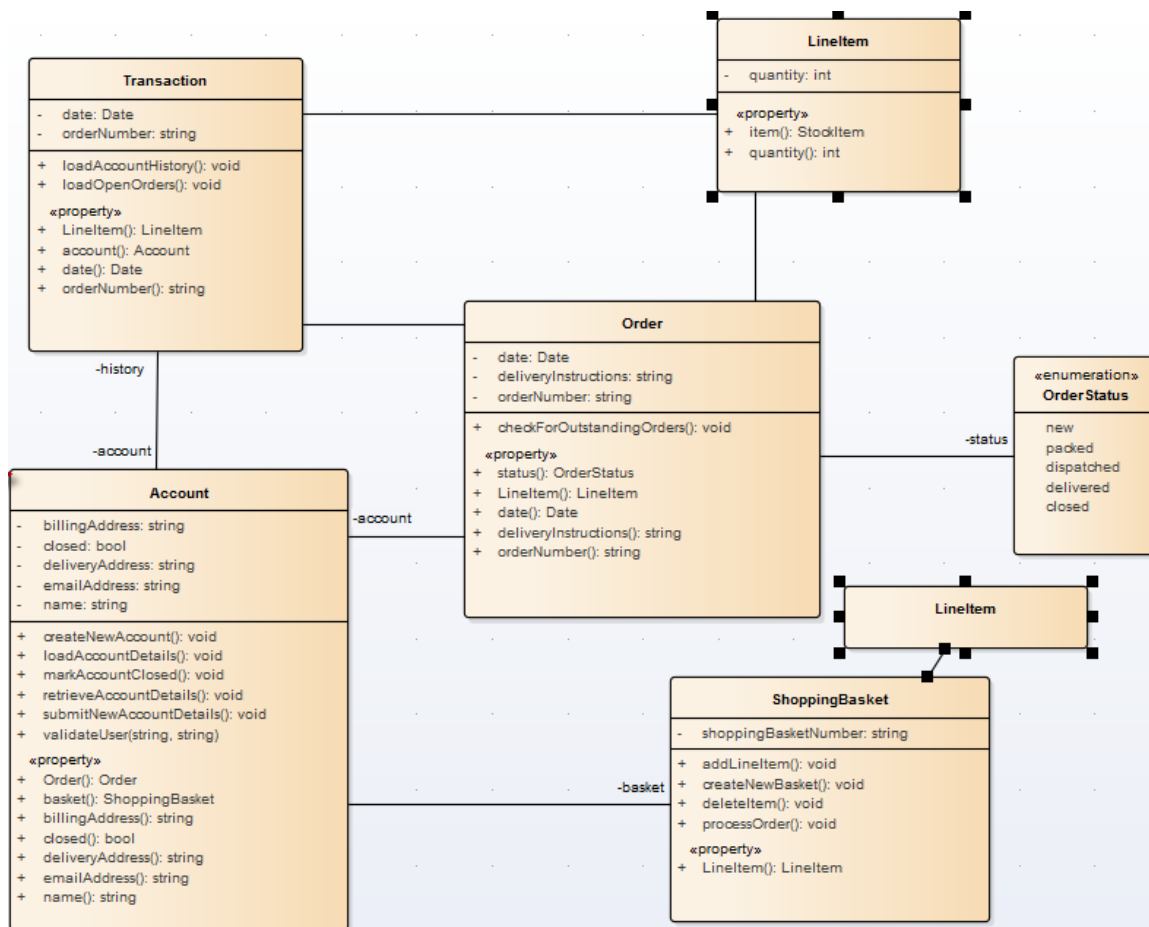 LineItem
- quantity: int
«property»
+ item(): StockItem
+ quantity(): int
Transaction
- date: Date
- orderNumber: string
+ loadAccountHistory(): void
+ loadOpenOrders(): void
«property»
+ LineItem(): LineItem
+ account(): Account
+ date(): Date
+ orderNumber(): string
-history
-account
Order
- date: Date
- deliveryInstructions: string
- orderNumber: string
+ checkForOutstandingOrders(): void
«property»
+ status(): OrderStatus
+ LineItem(): LineItem
+ date(): Date
+ deliveryInstructions(): string
+ orderNumber(): string
-status
«enumeration»
OrderStatus
new
packed
dispatched
delivered
closed
Account
- billingAddress: string
- closed: bool
- deliveryAddress: string
- emailAddress: string
- name: string
+ createNewAccount(): void
+ loadAccountDetails(): void
+ markAccountClosed(): void
+ retrieveAccountDetails(): void
+ submitNewAccountDetails(): void
+ validateUser(string, string)
«property»
+ Order(): Order
+ basket(): ShoppingBasket
+ billingAddress(): string
+ closed(): bool
+ deliveryAddress(): string
+ emailAddress(): string
+ name(): string
-account
-basket
LineItem
ShoppingBasket
- shoppingBasketNumber: string
+ addLineItem(): void
+ createNewBasket(): void
+ deleteItem(): void
+ processOrder(): void
«property»
+ LineItem(): LineItem